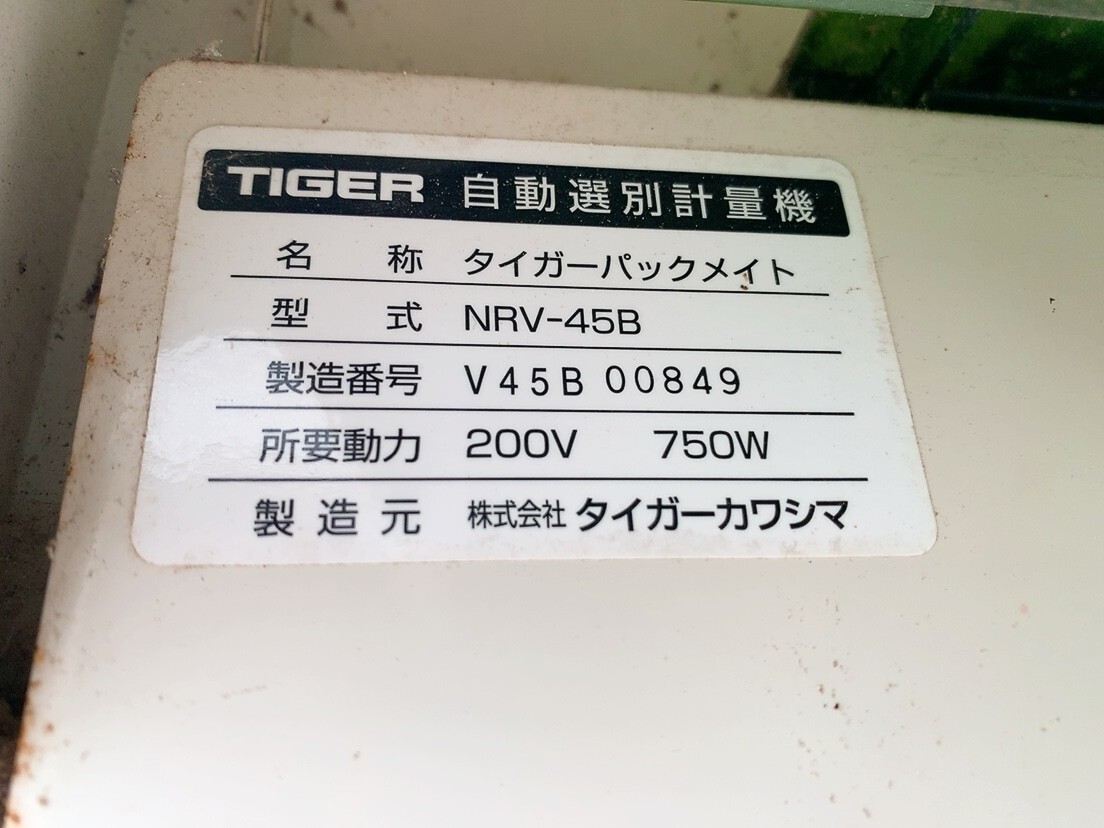 TIGER 自動選別計量機
名称 タイガーパックメイト
型式 NRV-45B
製造番号 V45B 00849
所要動力 200V 750W
製造元 株式会社 タイガーカワシマ